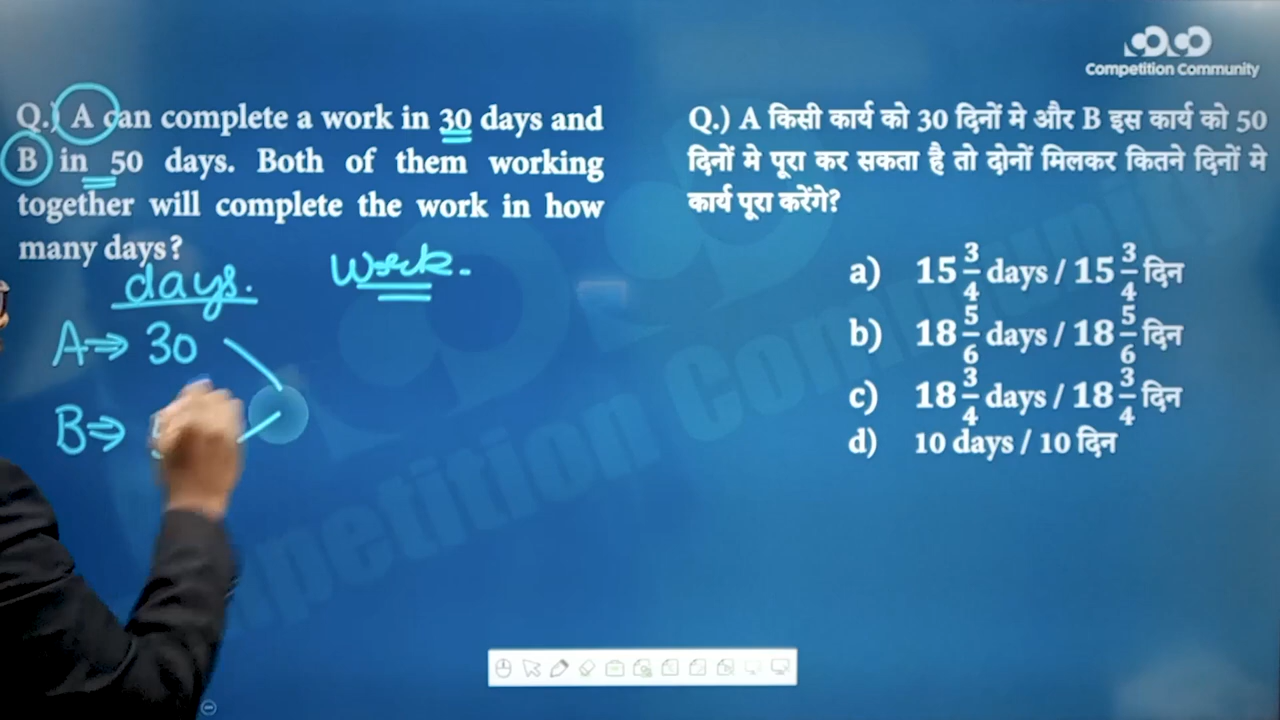 Competition Community
Q.) A can complete a work in 30 days and
B in 50 days. Both of them working
together will complete the work in how
many days?
Q.) A किसी कार्य को 30 दिनों मे और B इस कार्य को 50
दिनों मे पूरा कर सकता है तो दोनों मिलकर कितने दिनों मे
कार्य पूरा करेंगे?
a) 15 3/4 days / 15 3/4 दिन
b) 18 5/6 days / 18 5/6 दिन
c) 18 3/4 days / 18 3/4 दिन
d) 10 days / 10 दिन
days. Work.
A⇒ 30
B⇒
Competition Community